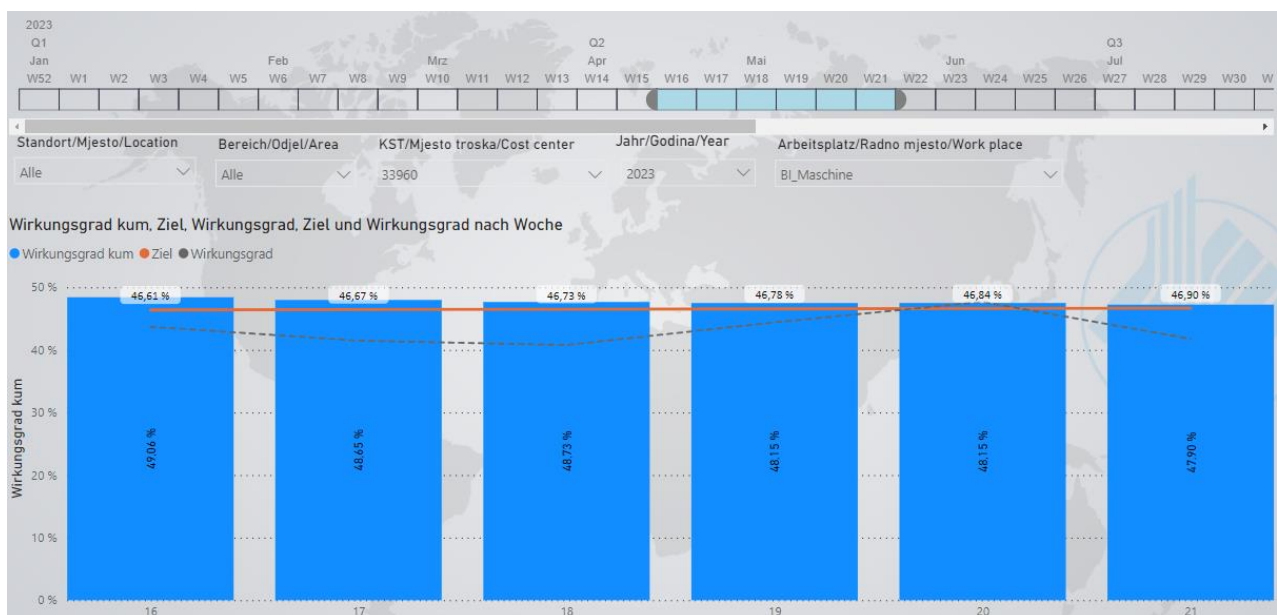 2023
Q1 Q2 Q3
Jan Feb Mrz Apr Mai Jun Jul
W52 W1 W2 W3 W4 W5 W6 W7 W8 W9 W10 W11 W12 W13 W14 W15 W16 W17 W18 W19 W20 W21 W22 W23 W24 W25 W26 W27 W28 W29 W30 W
Standort/Mjesto/Location Bereich/Odjel/Area KST/Mjesto troska/Cost center Jahr/Godina/Year Arbeitsplatz/Radno mjesto/Work place
Alle Alle 33960 2023 BI_Maschine
Wirkungsgrad kum, Ziel, Wirkungsgrad, Ziel und Wirkungsgrad nach Woche
Wirkungsgrad kum Ziel Wirkungsgrad
50 %
46,61 % 46,67 % 46,73 % 46,78 % 46,84 % 46,90 %
40 %
30 %
Wirkungsgrad kum
49,06 % 48,65 % 48,73 % 48,15 % 48,15 % 47,90 %
20 %
10 %
0 %
16 17 18 19 20 21